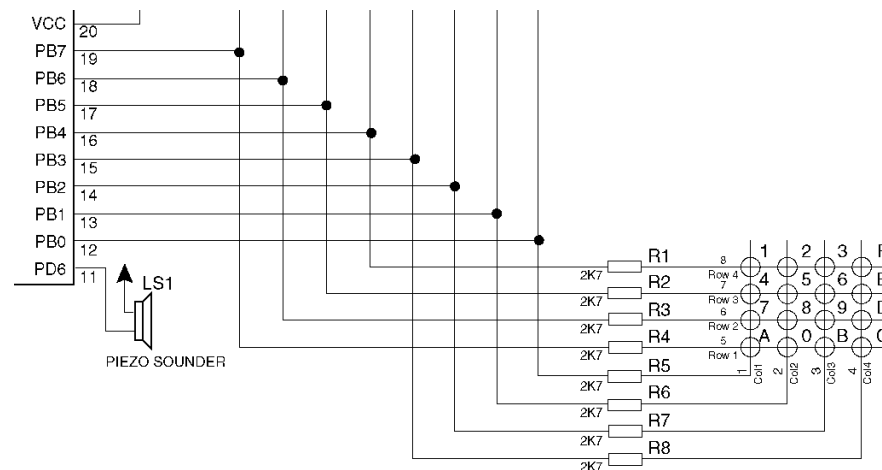 VCC
20
PB7
19
PB6
18
PB5
17
PB4
16
PB3
15
PB2
14
PB1
13
PB0
12
PD6
11
LS1
PIEZO SOUNDER
R1
2K7
8
Row 4
1 2 3 F
R2
2K7
7
Row 3
4 5 6 E
R3
2K7
6
Row 2
7 8 9 D
R4
2K7
5
Row 1
A 0 B C
R5
2K7
R6
2K7
R7
2K7
R8
2K7
1 Col1
2 Col2
3 Col3
4 Col4